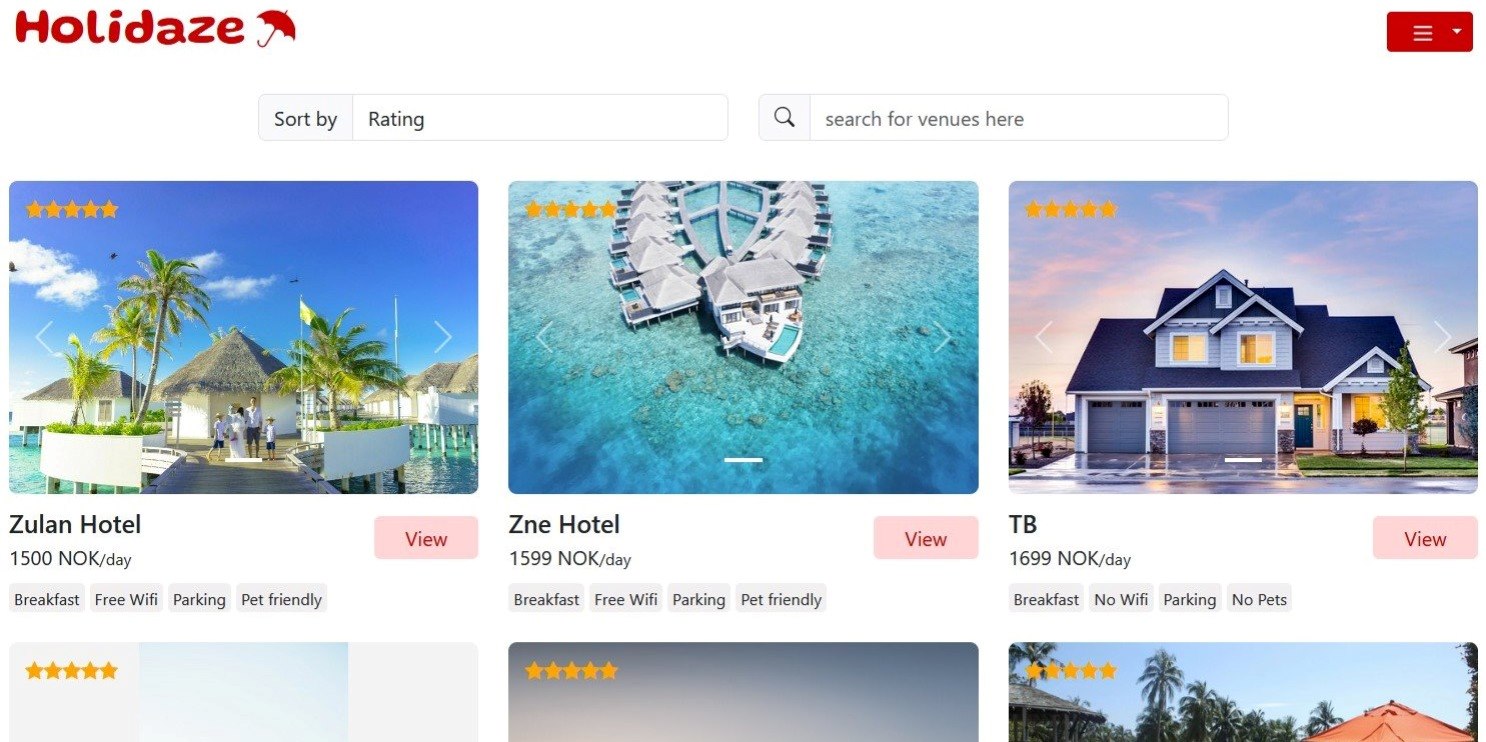 Holidaze
Sort by Rating search for venues here
Zulan Hotel
1500 NOK/day
View
Breakfast Free Wifi Parking Pet friendly
Zne Hotel
1599 NOK/day
View
Breakfast Free Wifi Parking Pet friendly
TB
1699 NOK/day
View
Breakfast No Wifi Parking No Pets